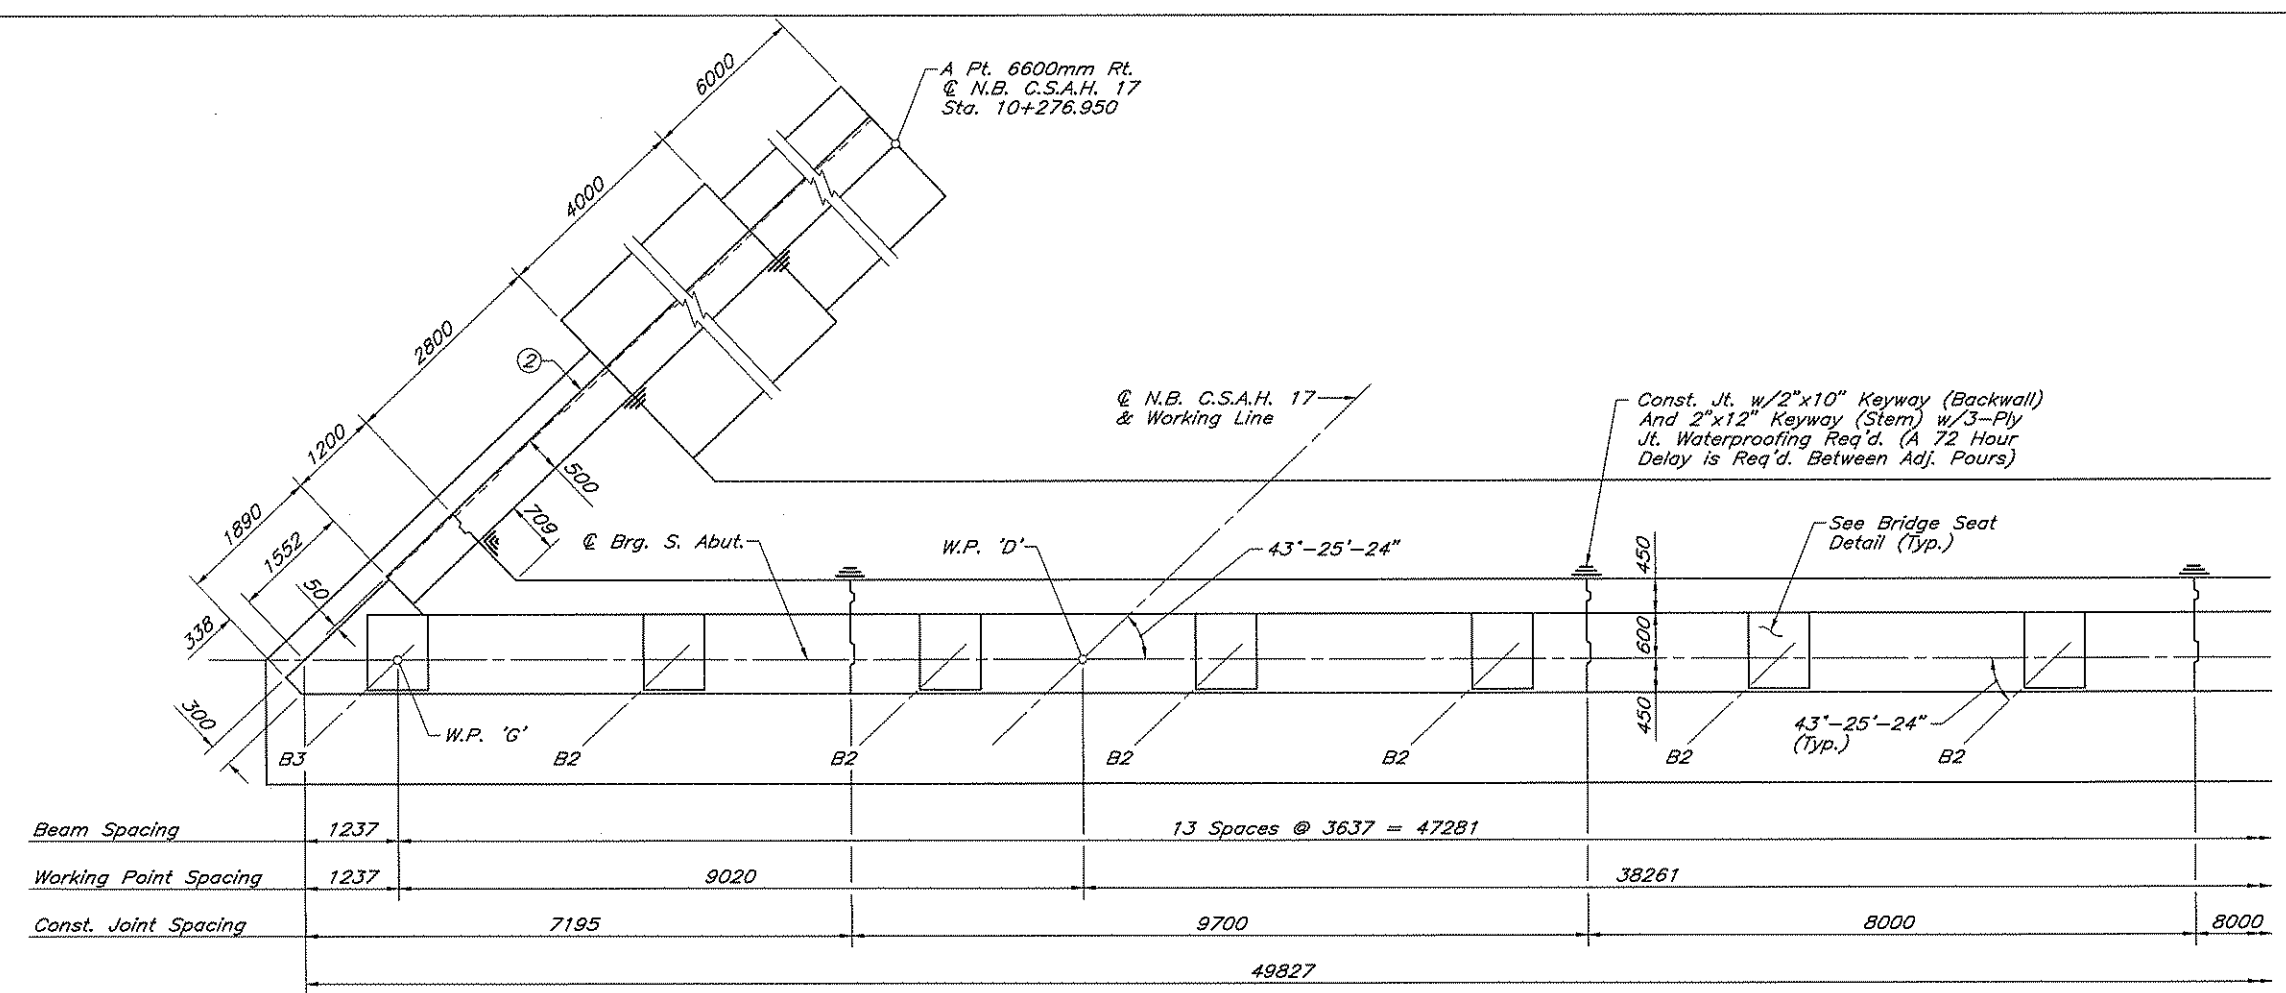 6000
A Pt. 6600mm Rt.
℄ N.B. C.S.A.H. 17
Sta. 10+276.950
4000
2800
2
1200
1890
1552
50
338
300
500
709
℄ Brg. S. Abut.
W.P. 'D'
℄ N.B. C.S.A.H. 17
& Working Line
43°-25'-24"
Const. Jt. w/2"x10" Keyway (Backwall)
And 2"x12" Keyway (Stem) w/3-Ply
Jt. Waterproofing Req'd. (A 72 Hour
Delay is Req'd. Between Adj. Pours)
See Bridge Seat
Detail (Typ.)
450
600
450
43°-25'-24"
(Typ.)
W.P. 'G'
B3
B2
B2
B2
B2
B2
B2
Beam Spacing 1237 13 Spaces @ 3637 = 47281
Working Point Spacing 1237 9020 38261
Const. Joint Spacing 7195 9700 8000 8000
49827